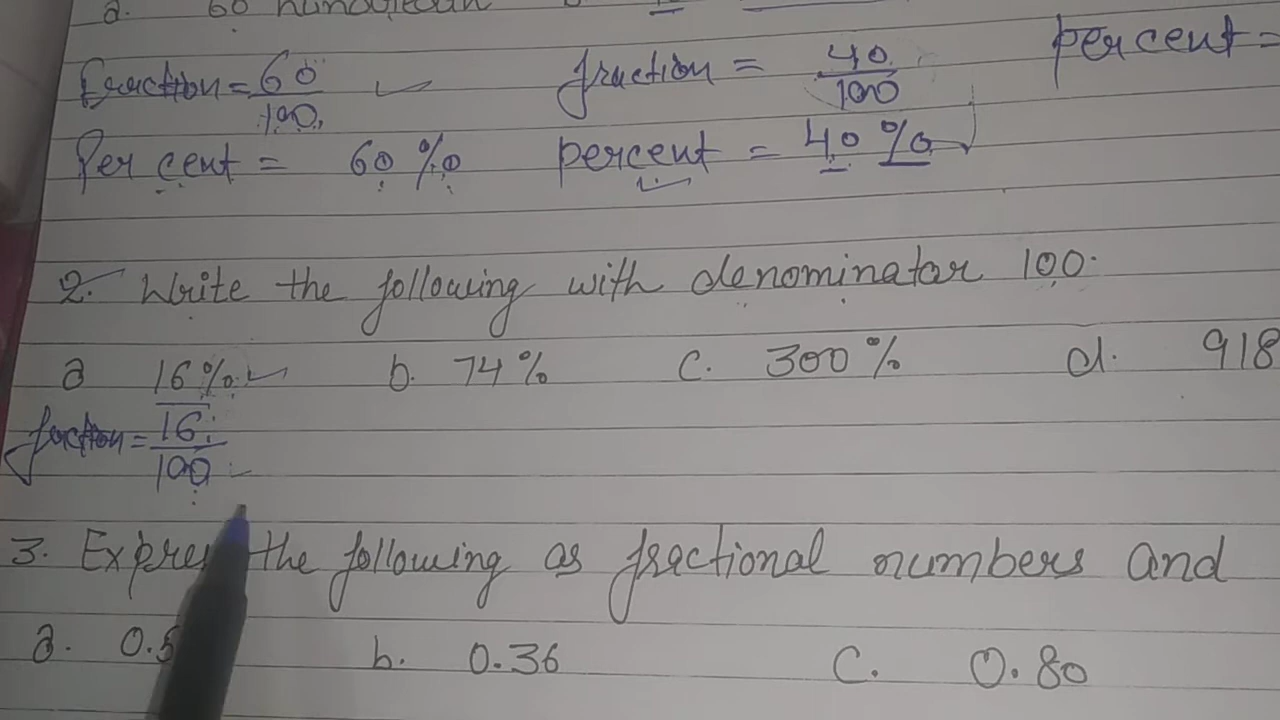 a. 60 hundredth
fraction = 60/100 fraction = 40/100 percent =
Per cent = 60 % percent = 40 %
2. Write the following with denominator 100.
a 16% b. 74% c. 300 % d. 918
fraction = 16/100
3. Express the following as fractional numbers and
a. 0.5 b. 0.36 C. 0.80